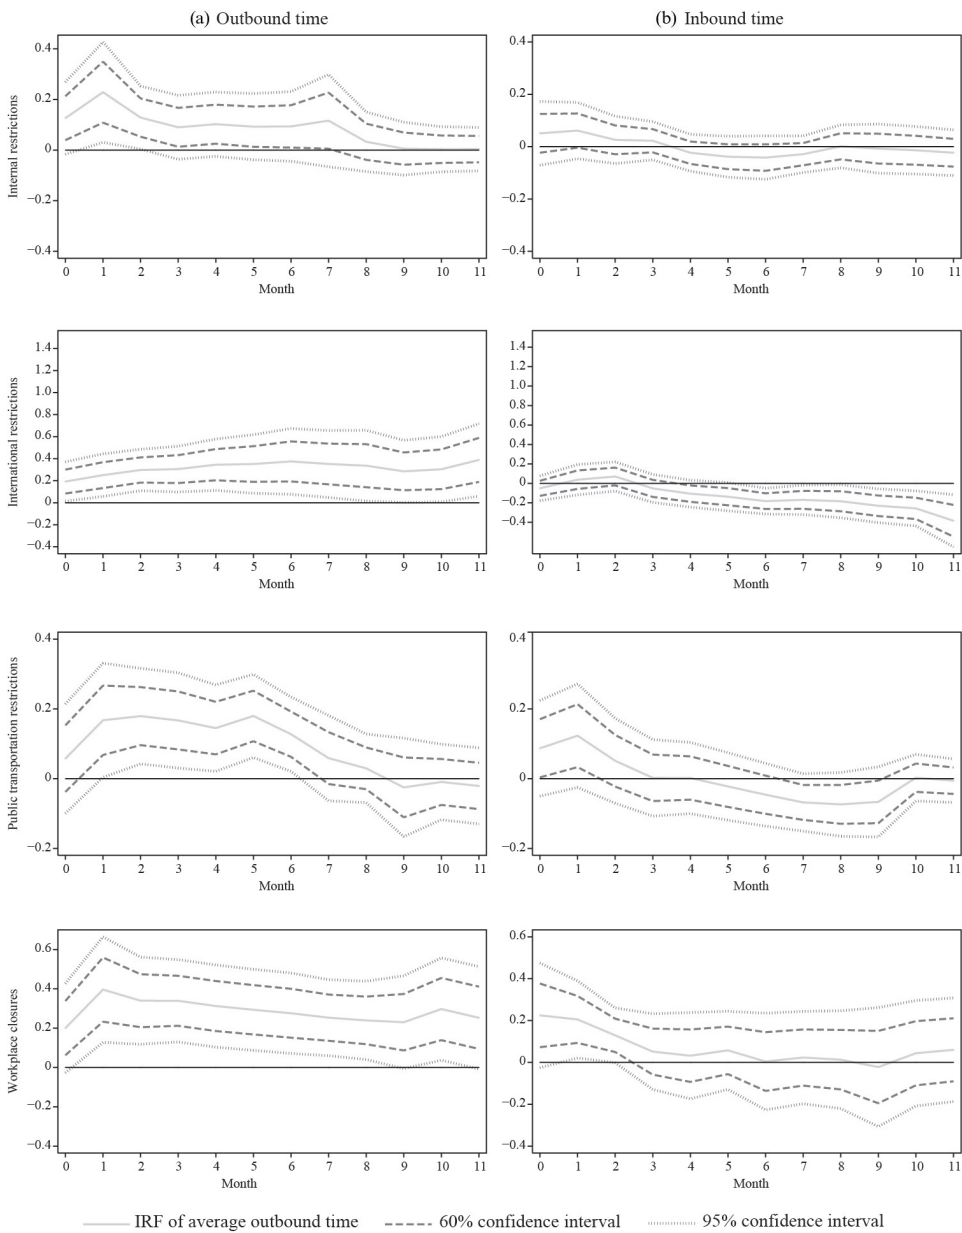 (a) Outbound time
(b) Inbound time
Internal restrictions
0.4
0.2
0
−0.2
−0.4
0 1 2 3 4 5 6 7 8 9 10 11
Month
0.4
0.2
0
−0.2
−0.4
0 1 2 3 4 5 6 7 8 9 10 11
Month
International restrictions
1.4
1.2
1.0
0.8
0.6
0.4
0.2
0
−0.2
−0.4
0 1 2 3 4 5 6 7 8 9 10 11
Month
1.4
1.2
1.0
0.8
0.6
0.4
0.2
0
−0.2
−0.4
0 1 2 3 4 5 6 7 8 9 10 11
Month
Public transportation restrictions
0.4
0.2
0
−0.2
0 1 2 3 4 5 6 7 8 9 10 11
Month
0.4
0.2
0
−0.2
0 1 2 3 4 5 6 7 8 9 10 11
Month
Workplace closures
0.6
0.4
0.2
0
−0.2
−0.4
0 1 2 3 4 5 6 7 8 9 10 11
Month
0.6
0.4
0.2
0
−0.2
−0.4
0 1 2 3 4 5 6 7 8 9 10 11
Month
IRF of average outbound time 60% confidence interval 95% confidence interval